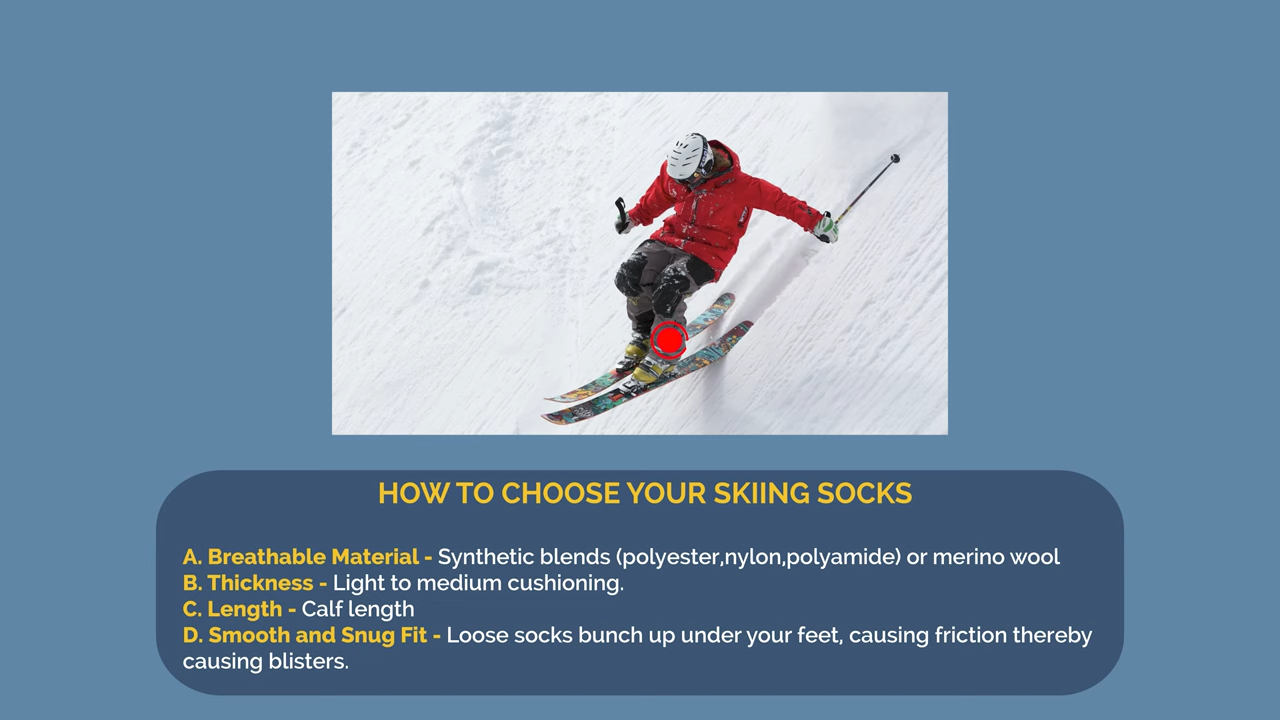 HOW TO CHOOSE YOUR SKIING SOCKS
A. Breathable Material - Synthetic blends (polyester,nylon,polyamide) or merino wool
B. Thickness - Light to medium cushioning.
C. Length - Calf length
D. Smooth and Snug Fit - Loose socks bunch up under your feet, causing friction thereby
causing blisters.